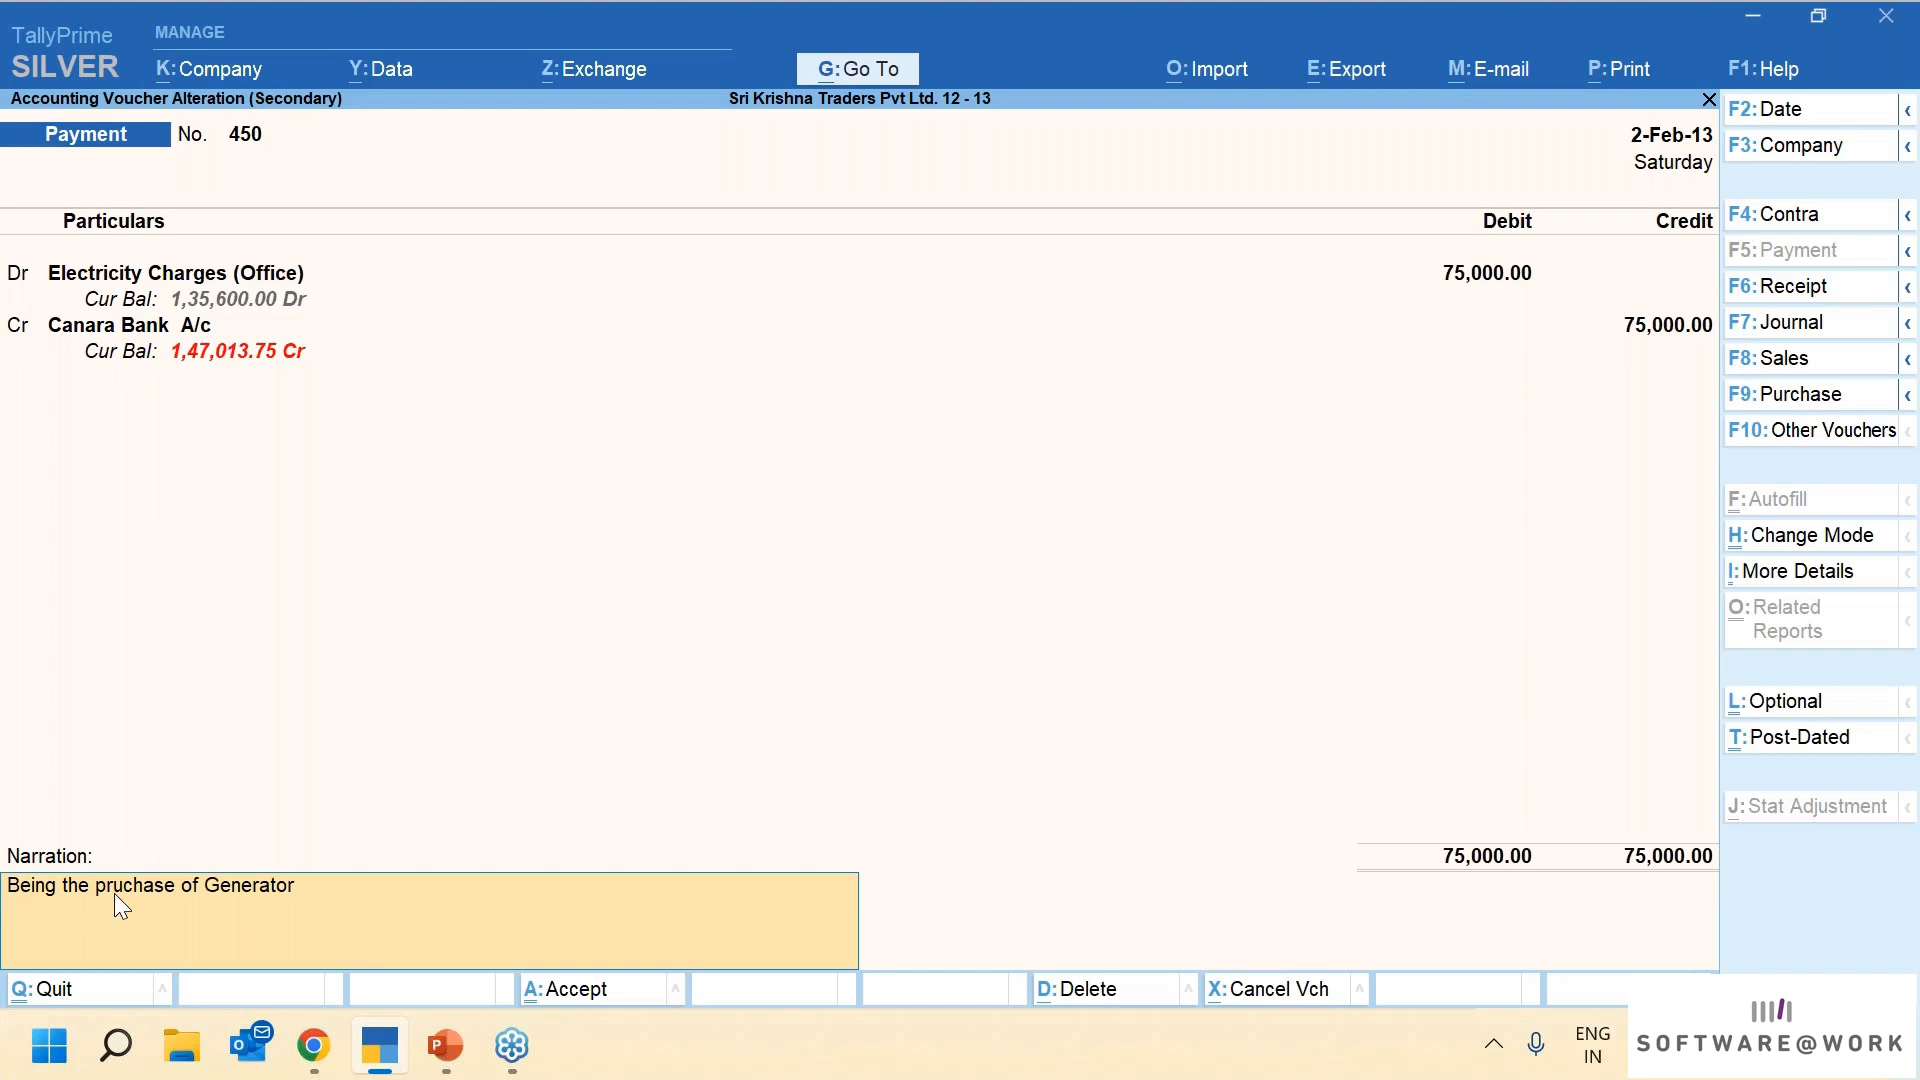 TallyPrime
SILVER
MANAGE
K:Company Y:Data Z:Exchange G:Go To O:Import E:Export M:E-mail P:Print F1:Help
Accounting Voucher Alteration (Secondary) Sri Krishna Traders Pvt Ltd. 12 - 13
Payment No. 450 2-Feb-13
Saturday
Particulars Debit Credit
Dr Electricity Charges (Office) 75,000.00
Cur Bal: 1,35,600.00 Dr
Cr Canara Bank A/c 75,000.00
Cur Bal: 1,47,013.75 Cr
Narration: 75,000.00 75,000.00
Being the pruchase of Generator
F2:Date
F3:Company
F4:Contra
F5:Payment
F6:Receipt
F7:Journal
F8:Sales
F9:Purchase
F10:Other Vouchers
F:Autofill
H:Change Mode
I:More Details
O:Related
Reports
L:Optional
T:Post-Dated
J:Stat Adjustment
Q:Quit A:Accept D:Delete X:Cancel Vch
ENG
IN
SOFTWARE@WORK